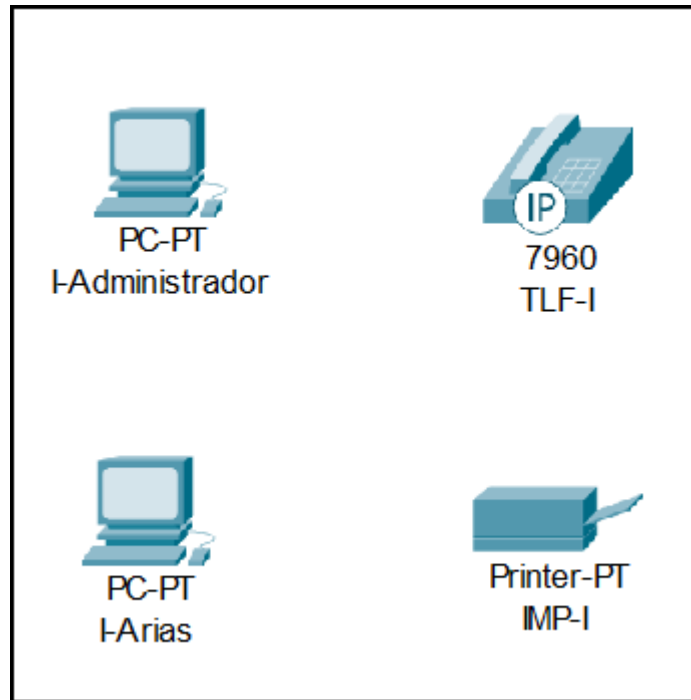 PC-PT
I-Administrador
IP
7960
TLF-I
PC-PT
I-Arias
Printer-PT
IMP-I